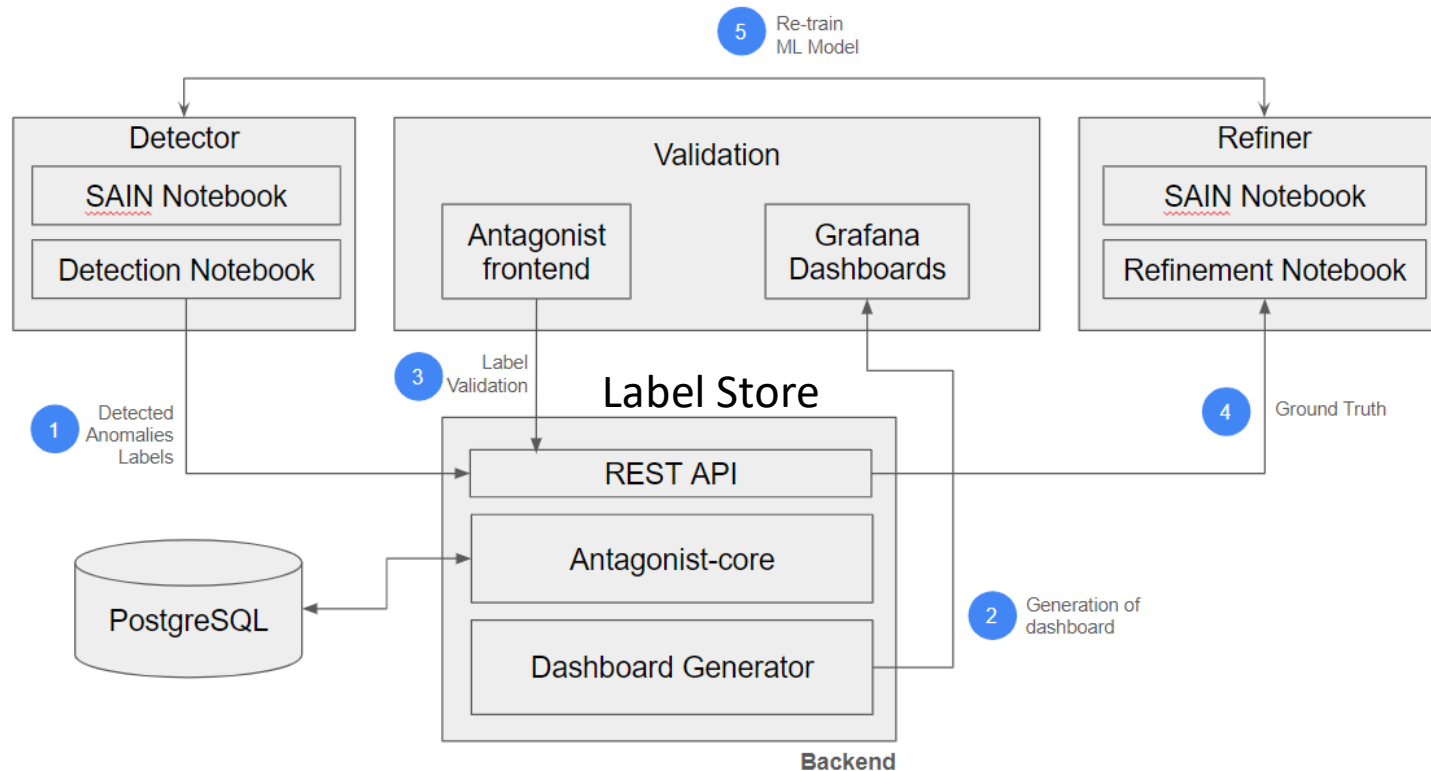 5
Re-train
ML Model
Detector
SAIN Notebook
Detection Notebook
Validation
Antagonist
frontend
Grafana
Dashboards
Refiner
SAIN Notebook
Refinement Notebook
3
Label
Validation
Label Store
1
Detected
Anomalies
Labels
4
Ground Truth
REST API
Antagonist-core
PostgreSQL
2
Generation of
dashboard
Dashboard Generator
Backend